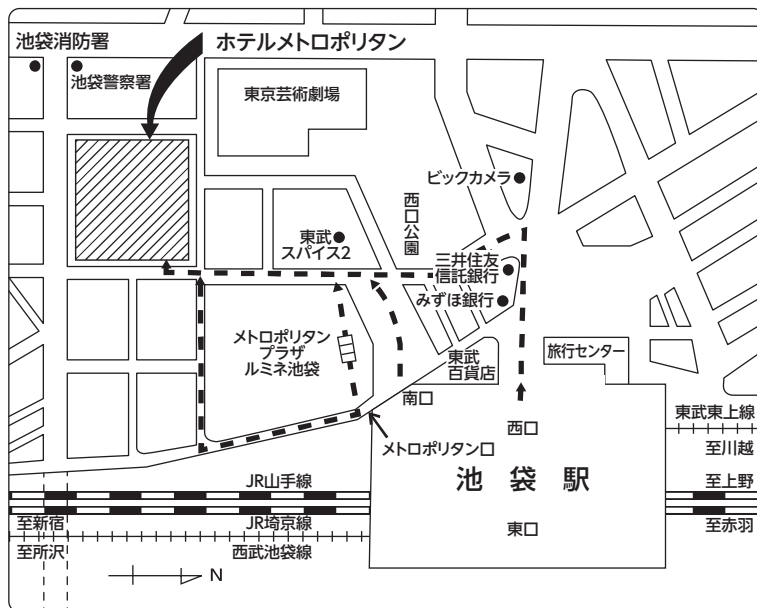 池袋消防署
ホテルメトロポリタン
池袋警察署
東京芸術劇場
ビックカメラ
西口公園
東武
スパイス2
三井住友
信託銀行
みずほ銀行
メトロポリタン
プラザ
ルミネ池袋
東武
百貨店
旅行センター
南口
西口
東武東上線
メトロポリタン口
至川越
池袋駅
JR山手線
至上野
至新宿
JR埼京線
東口
至赤羽
至所沢
西武池袋線
N